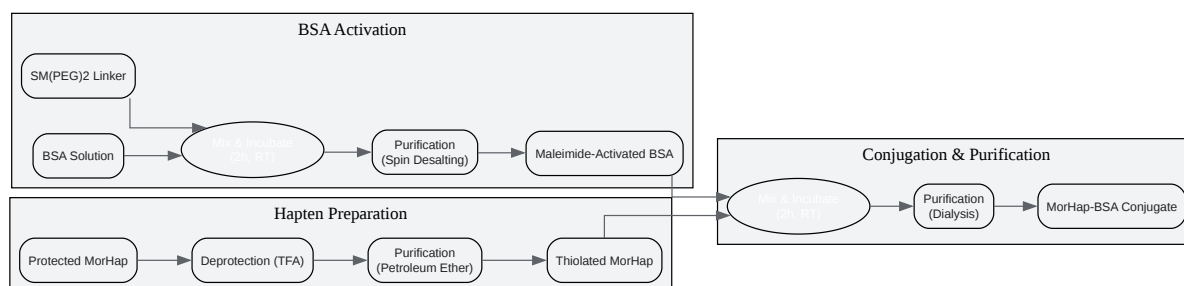 BSA Activation
SM(PEG)2 Linker
BSA Solution
Mix & Incubate
(2h, RT)
Purification
(Spin Desalting)
Maleimide-Activated BSA
Hapten Preparation
Protected MorHap
Deprotection (TFA)
Purification
(Petroleum Ether)
Thiolated MorHap
Conjugation & Purification
Mix & Incubate
(2h, RT)
Purification
(Dialysis)
MorHap-BSA Conjugate